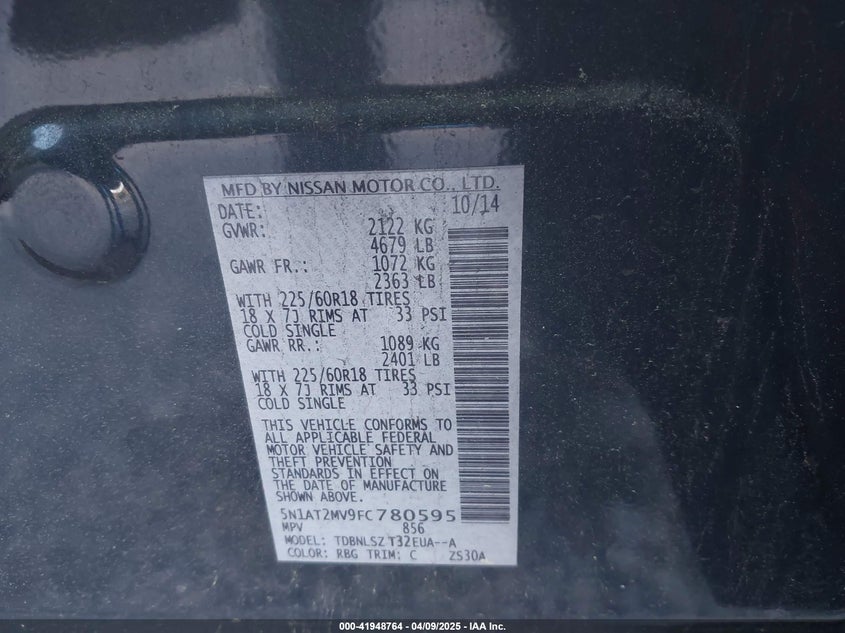 MFD BY NISSAN MOTOR CO., LTD.
DATE: 10/14
GVWR: 2122 KG
4679 LB
GAWR FR.: 1072 KG
2363 LB
WITH 225/60R18 TIRES
18 X 7J RIMS AT 33 PSI
COLD SINGLE
GAWR RR.: 1089 KG
2401 LB
WITH 225/60R18 TIRES
18 X 7J RIMS AT 33 PSI
COLD SINGLE
THIS VEHICLE CONFORMS TO
ALL APPLICABLE FEDERAL
MOTOR VEHICLE SAFETY AND
THEFT PREVENTION
STANDARDS IN EFFECT ON
THE DATE OF MANUFACTURE
SHOWN ABOVE.
5N1AT2MV9FC780595
MPV 856
MODEL: TDBNLSZ T32EUA--A
COLOR: RBG TRIM: C ZS30A
000-41948764 - 04/09/2025 - IAA Inc.